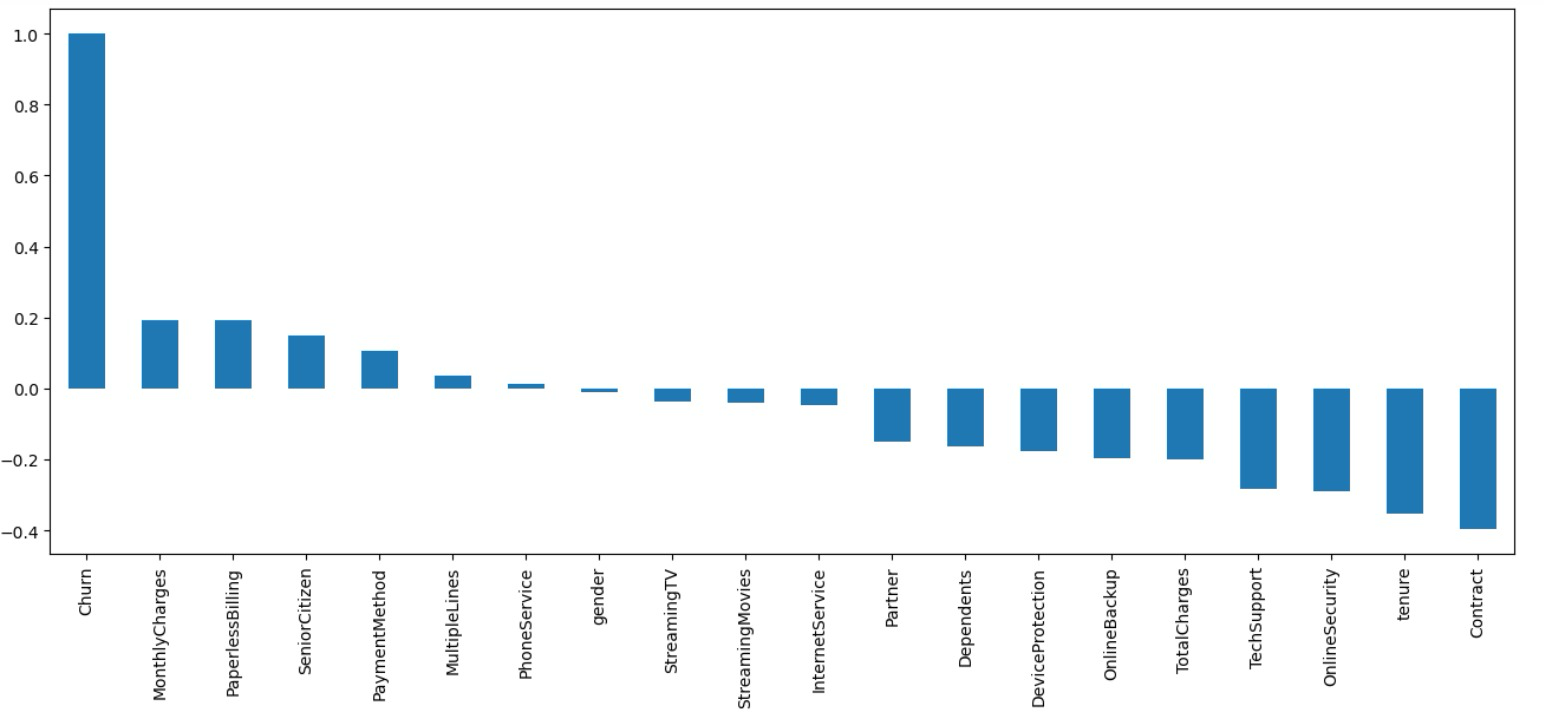 1.0
0.8
0.6
0.4
0.2
0.0
−0.2
−0.4
Churn
MonthlyCharges
PaperlessBilling
SeniorCitizen
PaymentMethod
MultipleLines
PhoneService
gender
StreamingTV
StreamingMovies
InternetService
Partner
Dependents
DeviceProtection
OnlineBackup
TotalCharges
TechSupport
OnlineSecurity
tenure
Contract